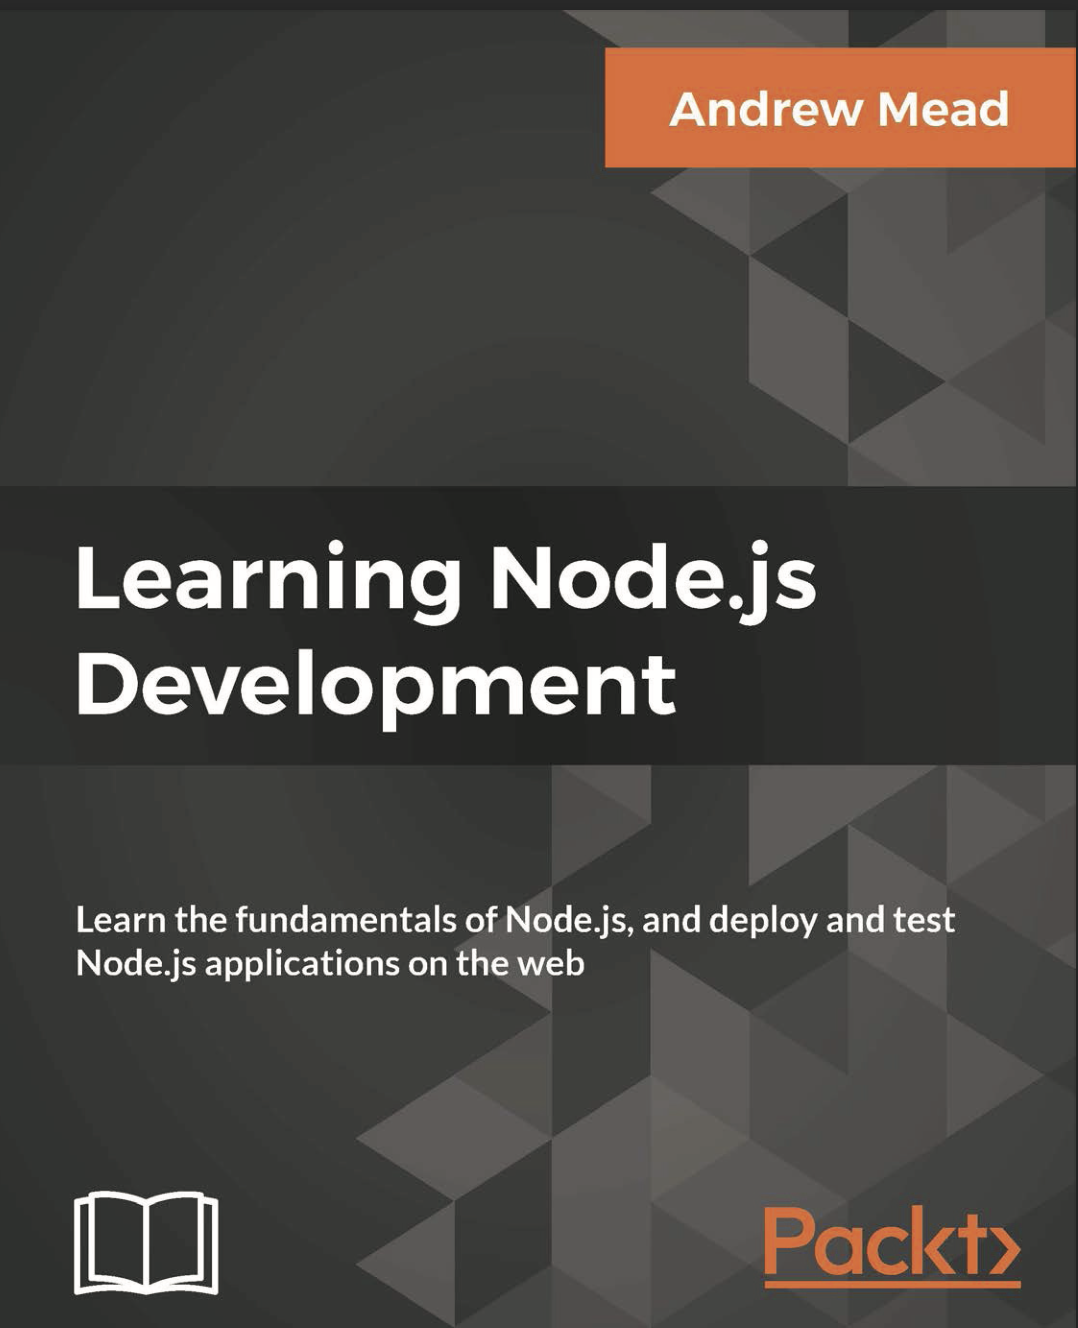 Andrew Mead
Learning Node.js
Development
Learn the fundamentals of Node.js, and deploy and test
Node.js applications on the web
Packt>